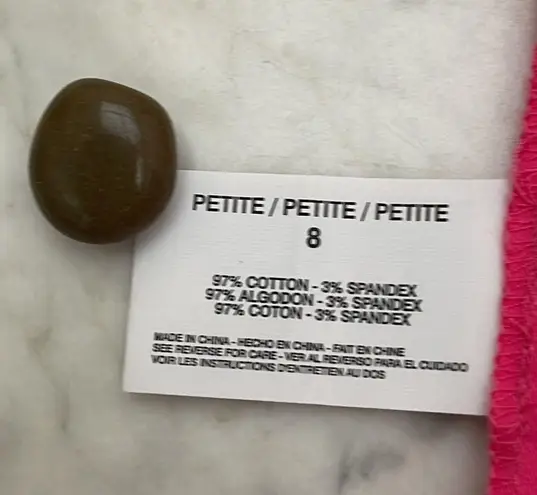 PETITE / PETITE / PETITE
8
97% COTTON - 3% SPANDEX
97% ALGODON - 3% SPANDEX
97% COTON - 3% SPANDEX
MADE IN CHINA - HECHO EN CHINA - FAIT EN CHINE
SEE REVERSE FOR CARE - VER AL REVERSO PARA EL CUIDADO
VOIR LES INSTRUCTIONS D'ENTRETIEN AU DOS